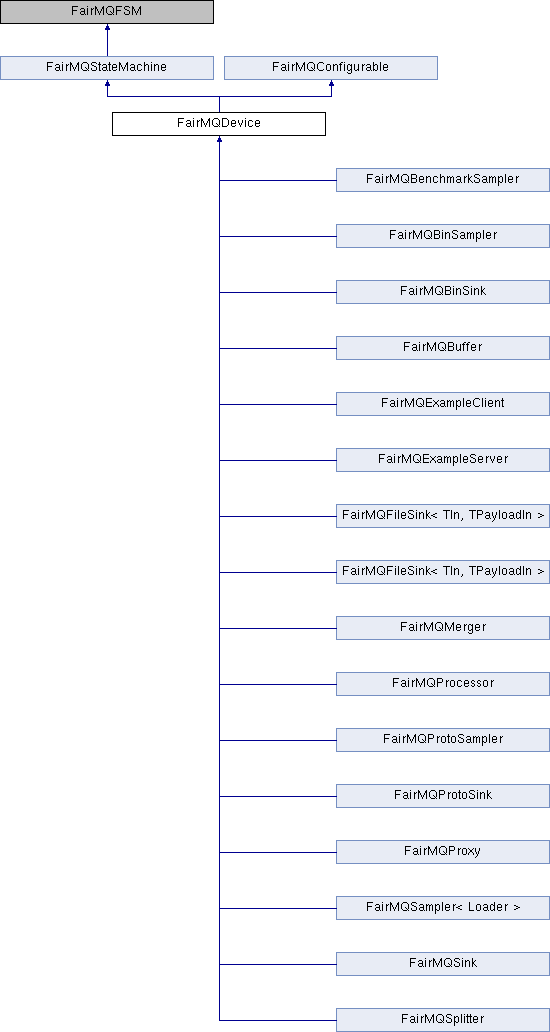 FairMQFSM
FairMQStateMachine
FairMQConfigurable
FairMQDevice
FairMQBenchmarkSampler
FairMQBinSampler
FairMQBinSink
FairMQBuffer
FairMQExampleClient
FairMQExampleServer
FairMQFileSink< TIn, TPayloadIn >
FairMQFileSink< TIn, TPayloadIn >
FairMQMerger
FairMQProcessor
FairMQProtoSampler
FairMQProtoSink
FairMQProxy
FairMQSampler< Loader >
FairMQSink
FairMQSplitter